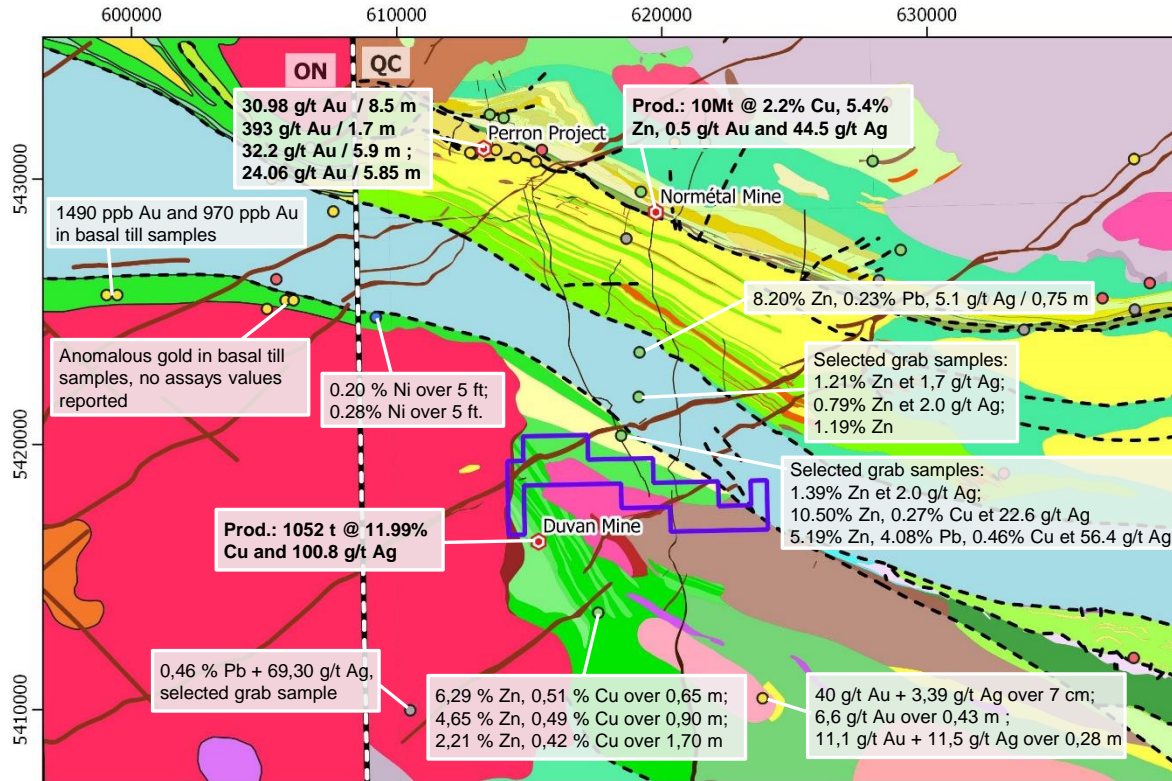 600000
610000
620000
630000
ON
QC
30.98 g/t Au / 8.5 m
393 g/t Au / 1.7 m
32.2 g/t Au / 5.9 m ;
24.06 g/t Au / 5.85 m
Perron Project
Prod.: 10Mt @ 2.2% Cu, 5.4%
Zn, 0.5 g/t Au and 44.5 g/t Ag
Normétal Mine
5430000
1490 ppb Au and 970 ppb Au
in basal till samples
8.20% Zn, 0.23% Pb, 5.1 g/t Ag / 0,75 m
Anomalous gold in basal till
samples, no assays values
reported
0.20 % Ni over 5 ft;
0.28% Ni over 5 ft.
Selected grab samples:
1.21% Zn et 1,7 g/t Ag;
0.79% Zn et 2.0 g/t Ag;
1.19% Zn
5420000
Selected grab samples:
1.39% Zn et 2.0 g/t Ag;
10.50% Zn, 0.27% Cu et 22.6 g/t Ag
5.19% Zn, 4.08% Pb, 0.46% Cu et 56.4 g/t Ag
Prod.: 1052 t @ 11.99%
Cu and 100.8 g/t Ag
Duvan Mine
0,46 % Pb + 69,30 g/t Ag,
selected grab sample
6,29 % Zn, 0,51 % Cu over 0,65 m;
4,65 % Zn, 0,49 % Cu over 0,90 m;
2,21 % Zn, 0,42 % Cu over 1,70 m
40 g/t Au + 3,39 g/t Ag over 7 cm;
6,6 g/t Au over 0,43 m ;
11,1 g/t Au + 11,5 g/t Ag over 0,28 m
5410000